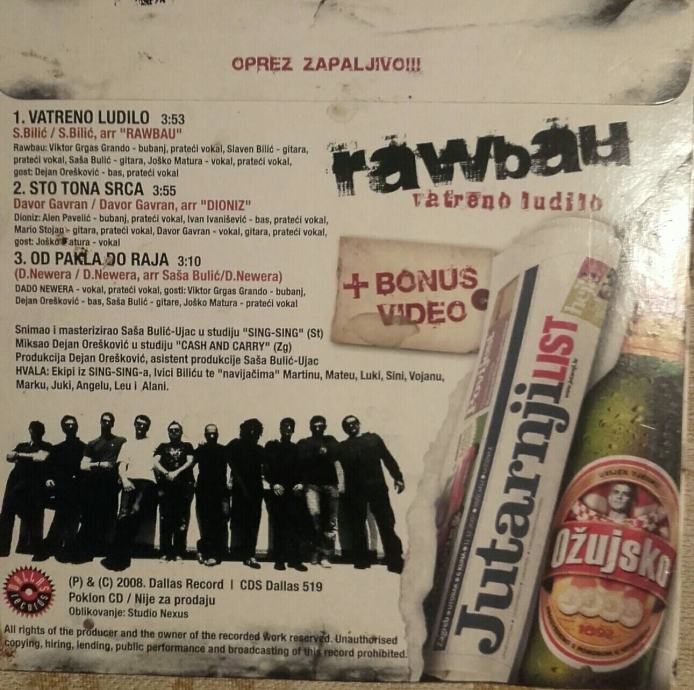 OPREZ ZAPALJIVO!!!
1. VATRENO LUDILO 3:53
S.Bilić / S.Bilić, arr "RAWBAU"
Rawbau: Viktor Grgas Grando - bubanj, prateći vokal, Slaven Bilić - gitara,
prateći vokal, Saša Bulić - gitara, Joško Matura - vokal, prateći vokal,
gost: Dejan Orešković - bas, prateći vokal
2. STO TONA SRCA 3:55
Davor Gavran / Davor Gavran, arr "DIONIZ"
Dioniz: Alen Pavelić - bubanj, prateći vokal, Ivan Ivanišević - bas, prateći vokal,
Mario Stojan - gitara, prateći vokal, Davor Gavran - vokal, gitara, prateći vokal,
gost: Joško atura - vokal
3. OD PAKLA DO RAJA 3:10
(D.Newera / D.Newera, arr Saša Bulić/D.Newera)
DADO NEWERA - vokal, prateći vokal, gosti: Viktor Grgas Grando - bubanj,
Dejan Orešković - bas, Saša Bulić - gitare, Joško Matura - prateći vokal
Snimao i masterizirao Saša Bulić-Ujac u studiju "SING-SING" (St)
Miksao Dejan Orešković u studiju "CASH AND CARRY" (Zg)
Produkcija Dejan Orešković, asistent produkcije Saša Bulić-Ujac
HVALA: Ekipi iz SING-SING-a, Ivici Biliću te "navijačima" Martinu, Mateu, Luki, Sini, Vojanu,
Marku, Juki, Angelu, Leu i Alani.
rawbau
vatreno ludilo
+ BONUS
VIDEO
Jutarnji LIST
Ožujsko
1892
DALLAS
records
(P) & (C) 2008. Dallas Record | CDS Dallas 519
Poklon CD / Nije za prodaju
Oblikovanje: Studio Nexus
All rights of the producer and the owner of the recorded work reserved. Unauthorised
copying, hiring, lending, public performance and broadcasting of this record prohibited.